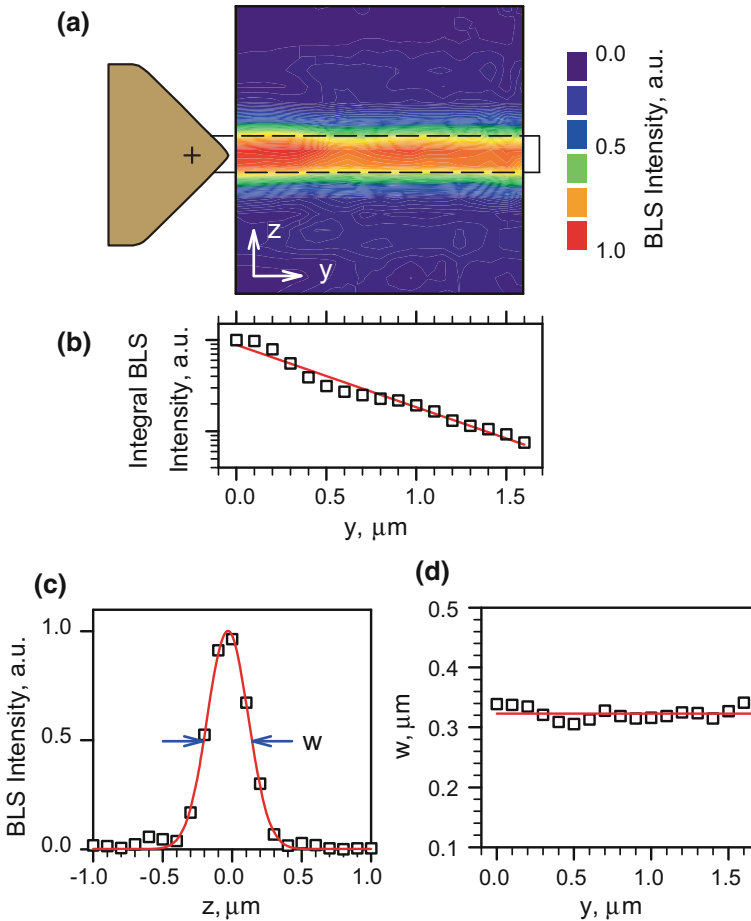 (a)
+
z
y
0.0
0.5
1.0
BLS Intensity, a.u.
(b)
Integral BLS
Intensity, a.u.
0.0 0.5 1.0 1.5
y, μm
(c)
1.0
0.5
0.0
BLS Intensity, a.u.
w
-1.0 -0.5 0.0 0.5 1.0
z, μm
(d)
0.5
0.4
0.3
0.2
0.1
w, μm
0.0 0.5 1.0 1.5
y, μm